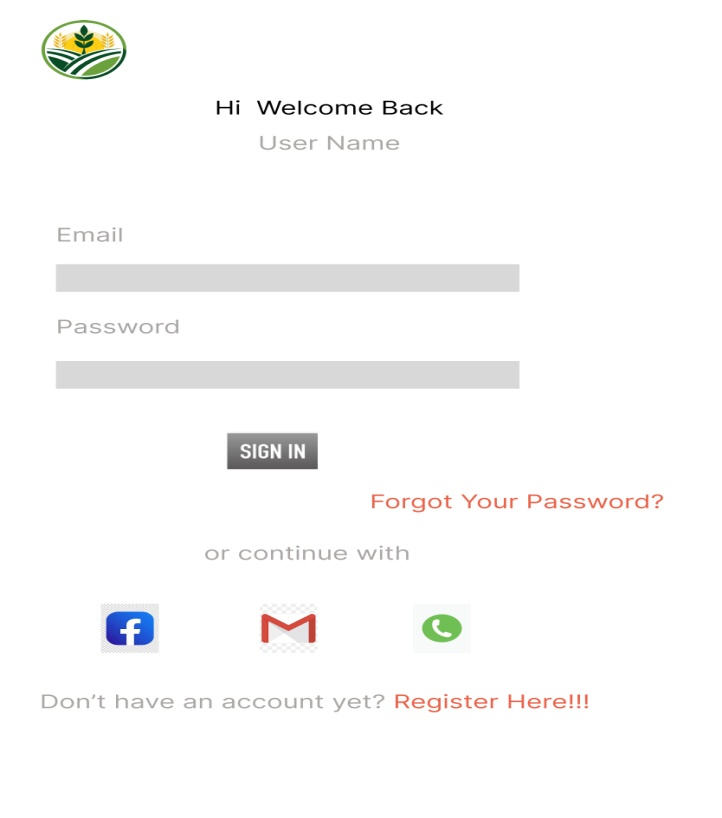 Hi  Welcome Back
User Name
Email
Password
SIGN IN
Forgot Your Password?
or continue with
Don't have an account yet? Register Here!!!